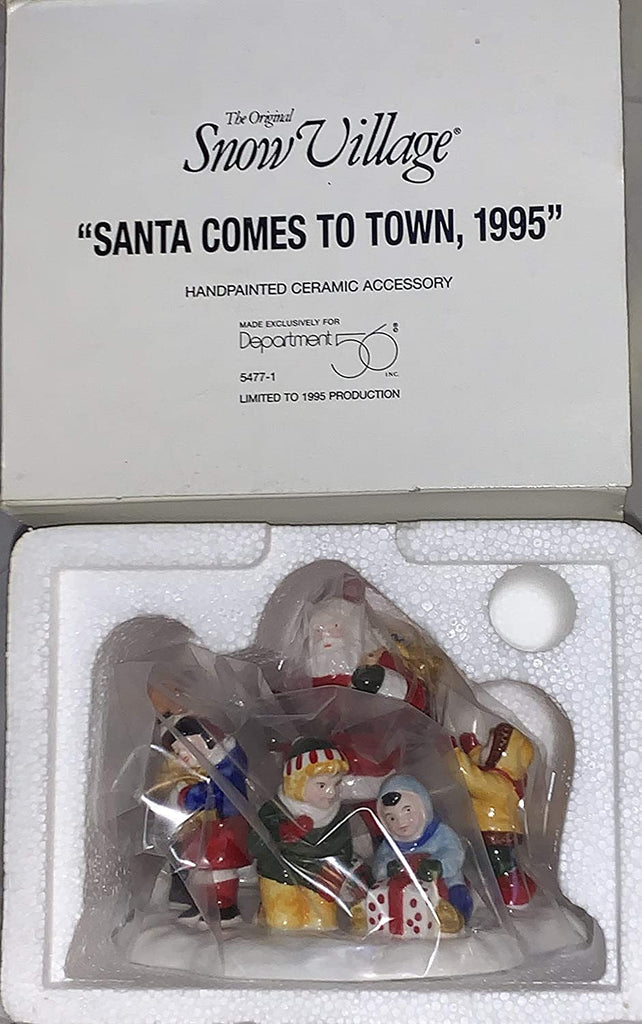 The Original
Snow Village®
“SANTA COMES TO TOWN, 1995”
HANDPAINTED CERAMIC ACCESSORY
MADE EXCLUSIVELY FOR
Department 56®
INC.
5477-1
LIMITED TO 1995 PRODUCTION